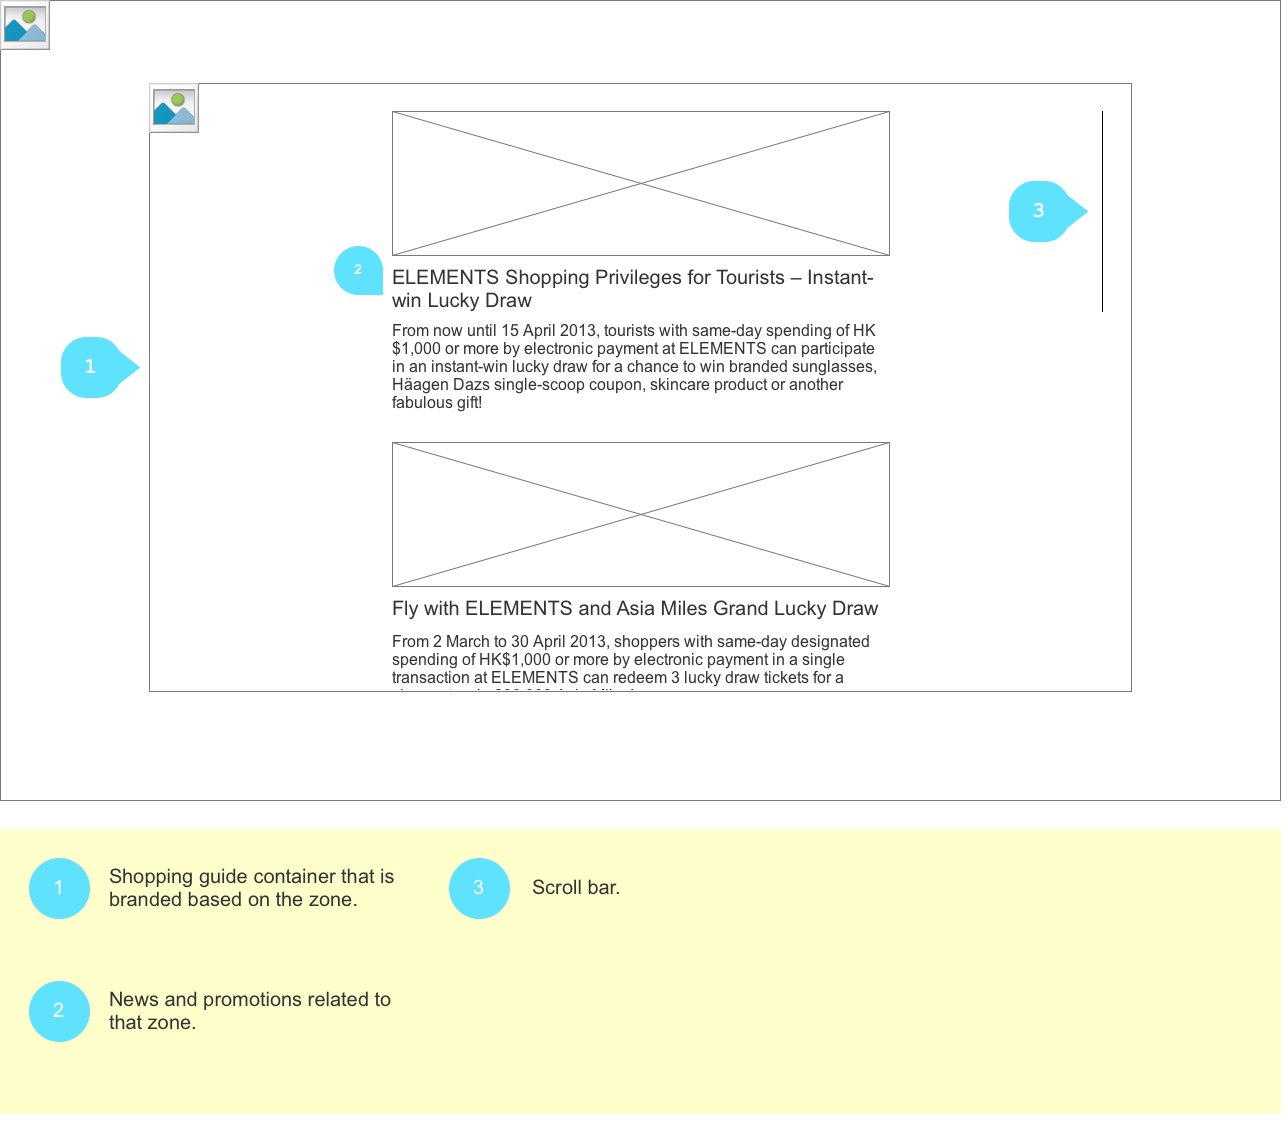 ELEMENTS Shopping Privileges for Tourists – Instant-
win Lucky Draw
2
From now until 15 April 2013, tourists with same-day spending of HK
$1,000 or more by electronic payment at ELEMENTS can participate
in an instant-win lucky draw for a chance to win branded sunglasses,
Häagen Dazs single-scoop coupon, skincare product or another
fabulous gift!
1
3
Fly with ELEMENTS and Asia Miles Grand Lucky Draw
From 2 March to 30 April 2013, shoppers with same-day designated
spending of HK$1,000 or more by electronic payment in a single
transaction at ELEMENTS can redeem 3 lucky draw tickets for a
1
Shopping guide container that is
branded based on the zone.
3
Scroll bar.
2
News and promotions related to
that zone.